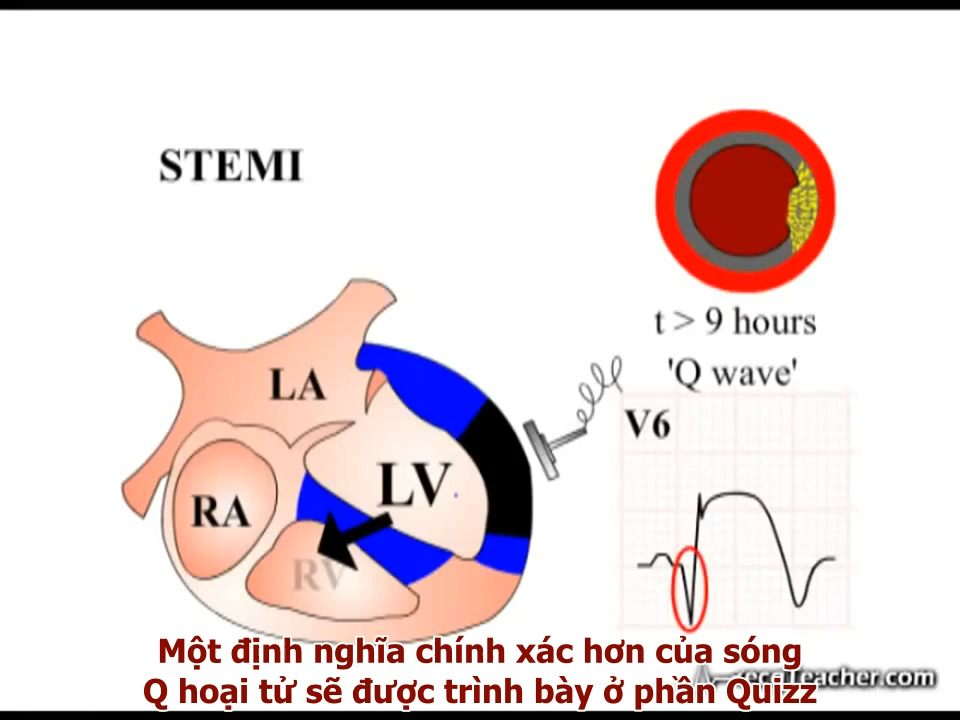 STEMI
t > 9 hours
'Q wave'
V6
LA
LV
RA
RV
Một định nghĩa chính xác hơn của sóng
Q hoại tử sẽ được trình bày ở phần Quizz